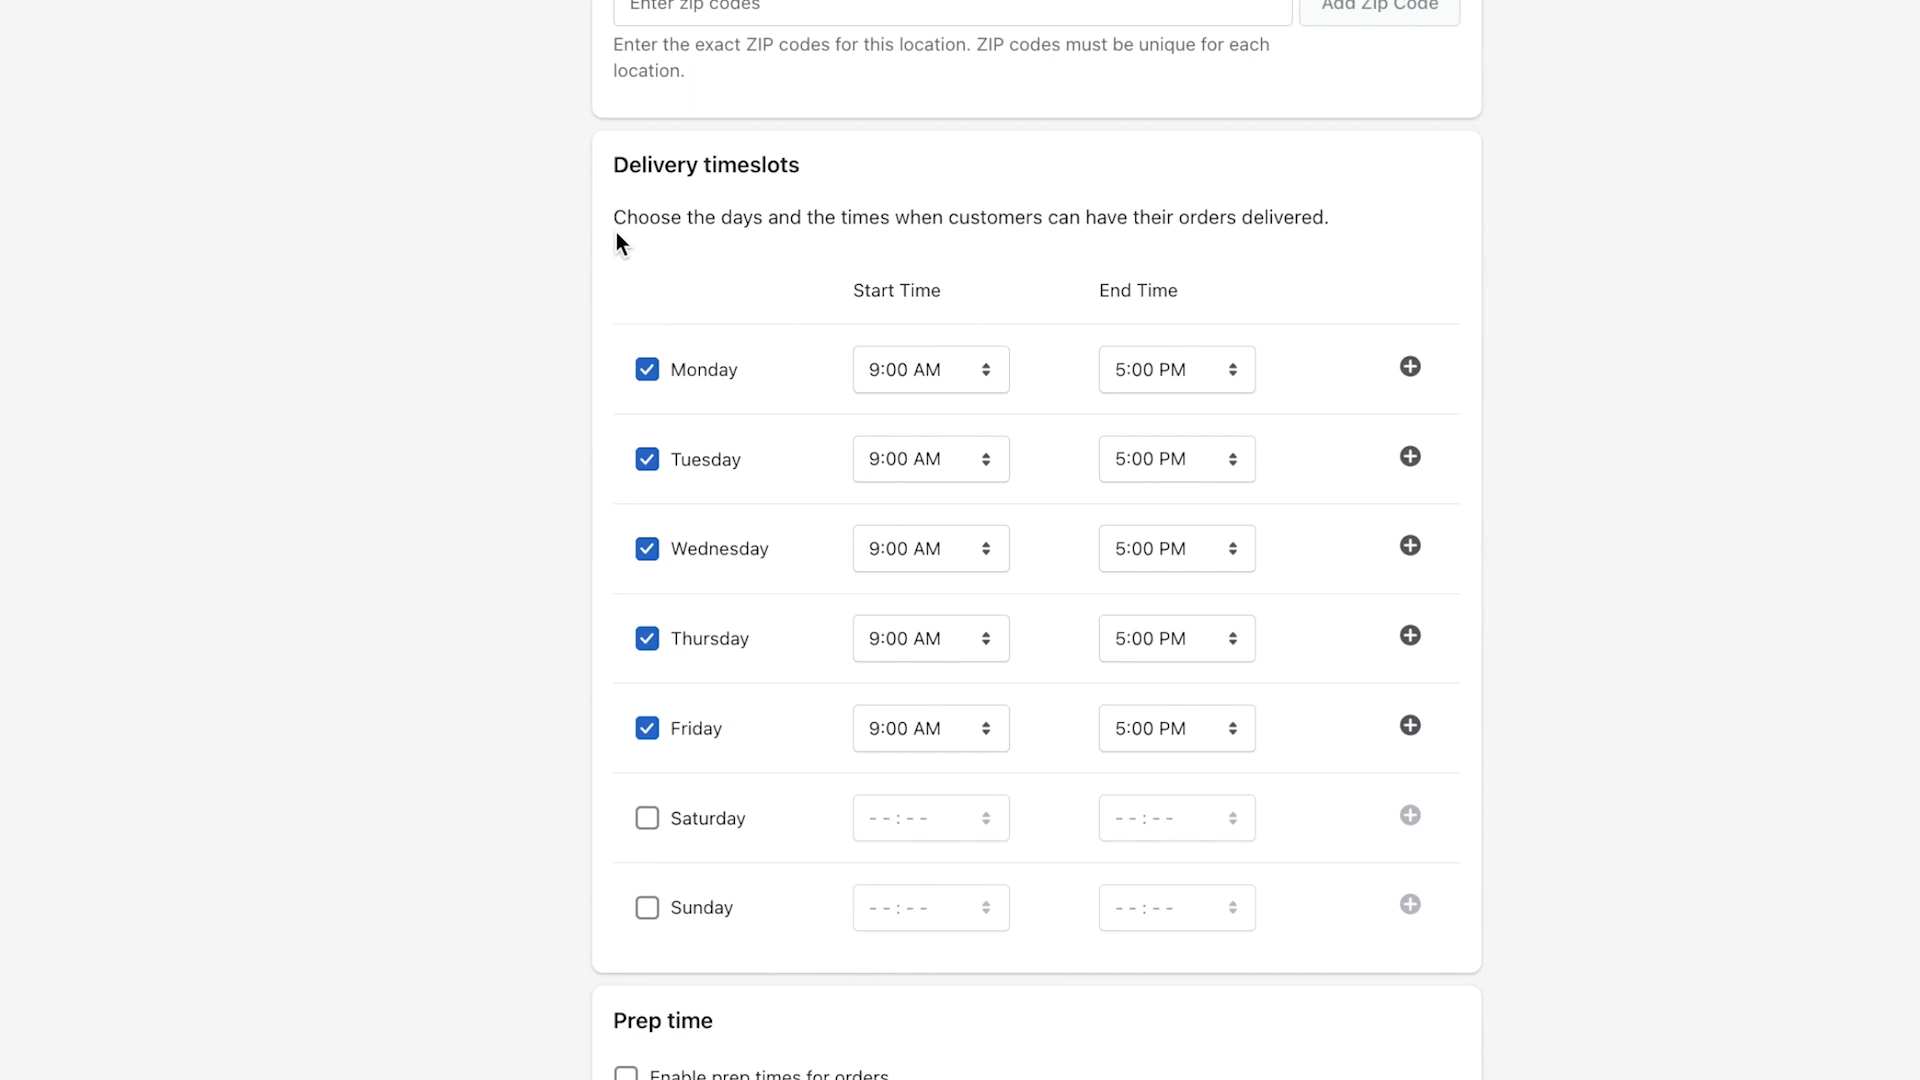 Enter zip codes
Add Zip Code
Enter the exact ZIP codes for this location. ZIP codes must be unique for each
location.
Delivery timeslots
Choose the days and the times when customers can have their orders delivered.
Start Time End Time
Monday 9:00 AM 5:00 PM
Tuesday 9:00 AM 5:00 PM
Wednesday 9:00 AM 5:00 PM
Thursday 9:00 AM 5:00 PM
Friday 9:00 AM 5:00 PM
Saturday --:-- --:--
Sunday --:-- --:--
Prep time
Enable prep times for orders